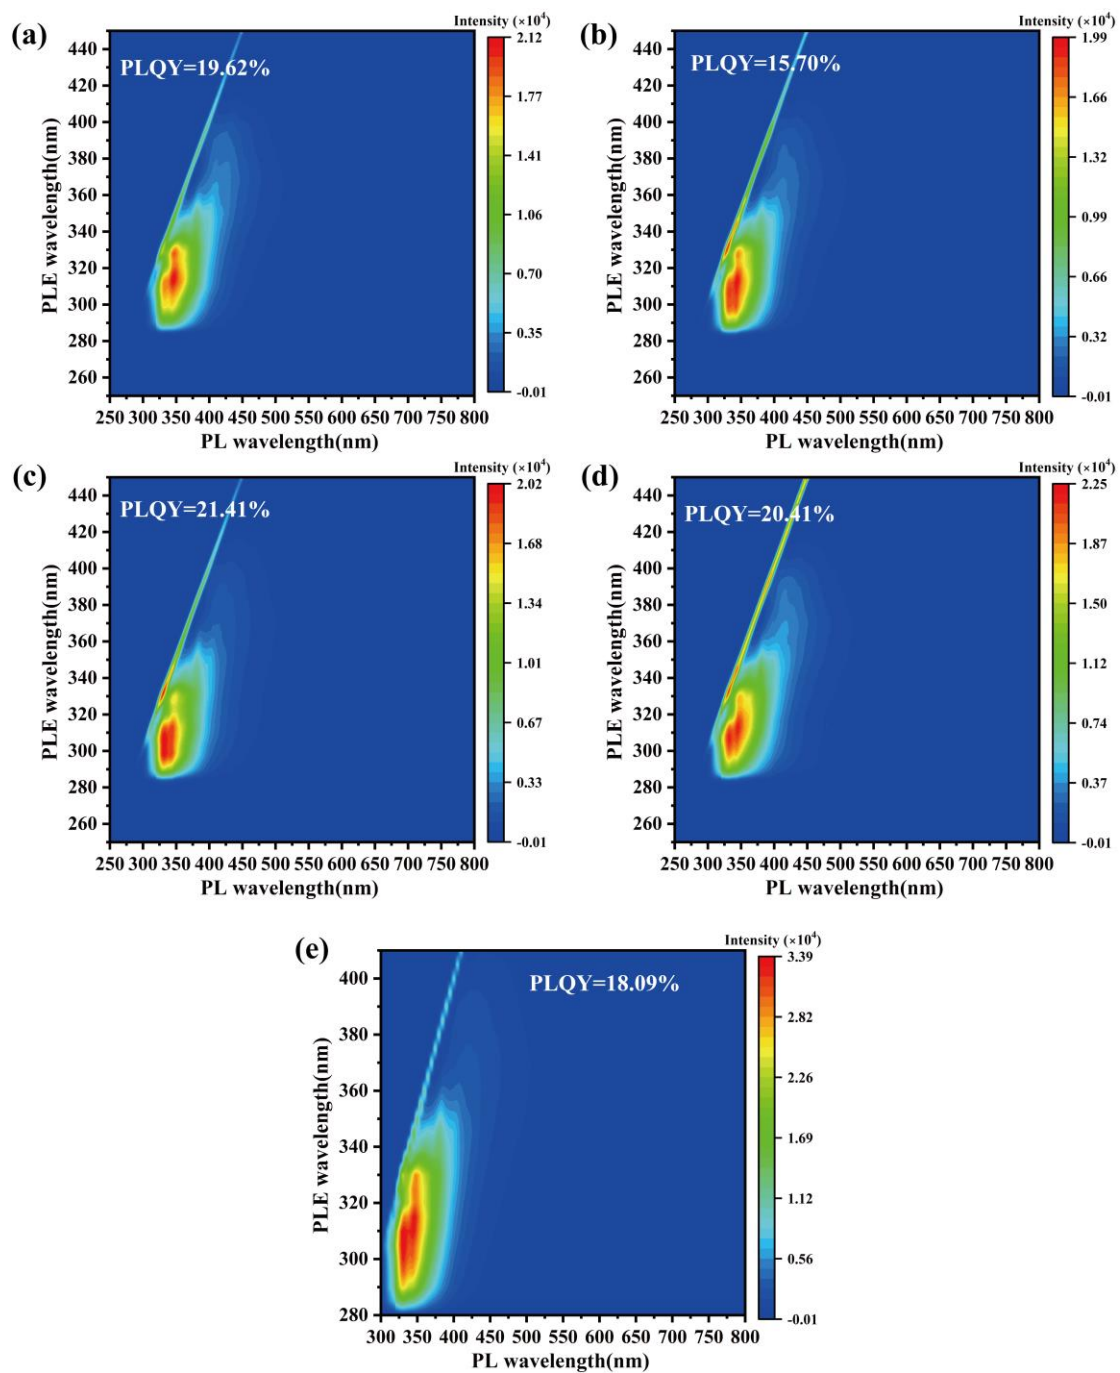 (a)
Intensity (×10⁴)
PLQY=19.62%
440
420
400
380
360
340
320
300
280
260
PLE wavelength(nm)
250 300 350 400 450 500 550 600 650 700 750 800
PL wavelength(nm)
2.12
1.77
1.41
1.06
0.70
0.35
-0.01
(b)
Intensity (×10⁴)
PLQY=15.70%
440
420
400
380
360
340
320
300
280
260
PLE wavelength(nm)
250 300 350 400 450 500 550 600 650 700 750 800
PL wavelength(nm)
1.99
1.66
1.32
0.99
0.66
0.32
-0.01
(c)
Intensity (×10⁴)
PLQY=21.41%
440
420
400
380
360
340
320
300
280
260
PLE wavelength(nm)
250 300 350 400 450 500 550 600 650 700 750 800
PL wavelength(nm)
2.02
1.68
1.34
1.01
0.67
0.33
-0.01
(d)
Intensity (×10⁴)
PLQY=20.41%
440
420
400
380
360
340
320
300
280
260
PLE wavelength(nm)
250 300 350 400 450 500 550 600 650 700 750 800
PL wavelength(nm)
2.25
1.87
1.50
1.12
0.74
0.37
-0.01
(e)
Intensity (×10⁴)
PLQY=18.09%
400
380
360
340
320
300
280
PLE wavelength(nm)
300 350 400 450 500 550 600 650 700 750 800
PL wavelength(nm)
3.39
2.82
2.26
1.69
1.12
0.56
-0.01